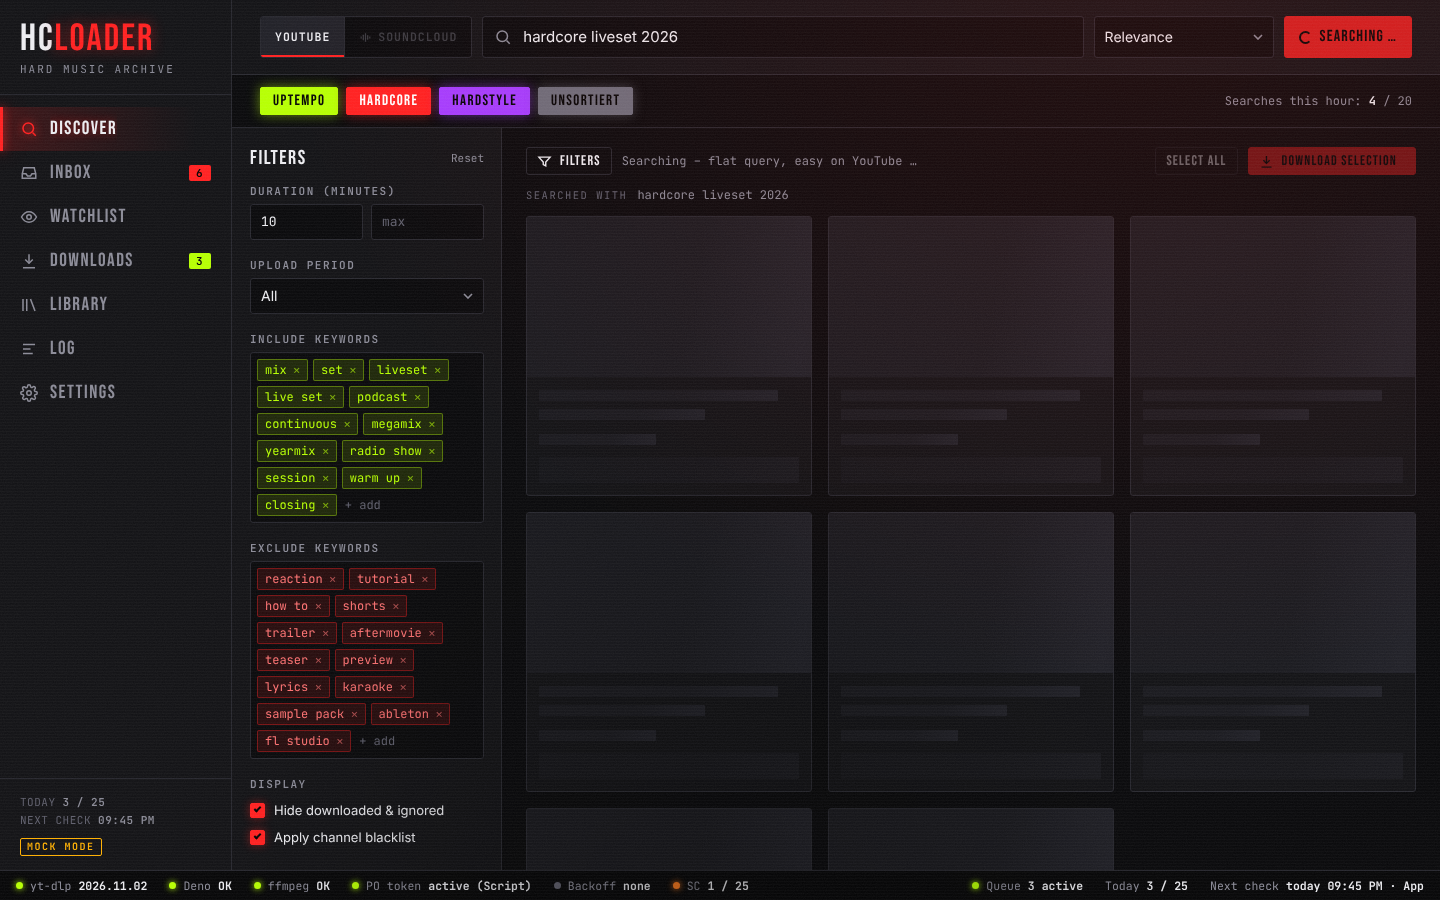 HCLOADER
HARD MUSIC ARCHIVE
DISCOVER
INBOX 6
WATCHLIST
DOWNLOADS 3
LIBRARY
LOG
SETTINGS
TODAY 3 / 25
NEXT CHECK 09:45 PM
MOCK MODE
YOUTUBE SOUNDCLOUD hardcore liveset 2026 Relevance SEARCHING …
UPTEMPO HARDCORE HARDSTYLE UNSORTIERT Searches this hour: 4 / 20
FILTERS Reset
DURATION (MINUTES)
10 max
UPLOAD PERIOD
All
INCLUDE KEYWORDS
mix × set × liveset ×
live set × podcast ×
continuous × megamix ×
yearmix × radio show ×
session × warm up ×
closing × + add
EXCLUDE KEYWORDS
reaction × tutorial ×
how to × shorts ×
trailer × aftermovie ×
teaser × preview ×
lyrics × karaoke ×
sample pack × ableton ×
fl studio × + add
DISPLAY
Hide downloaded & ignored
Apply channel blacklist
FILTERS Searching – flat query, easy on YouTube … SELECT ALL DOWNLOAD SELECTION
SEARCHED WITH hardcore liveset 2026
yt-dlp 2026.11.02 Deno OK ffmpeg OK PO token active (Script) Backoff none SC 1 / 25 Queue 3 active Today 3 / 25 Next check today 09:45 PM · App